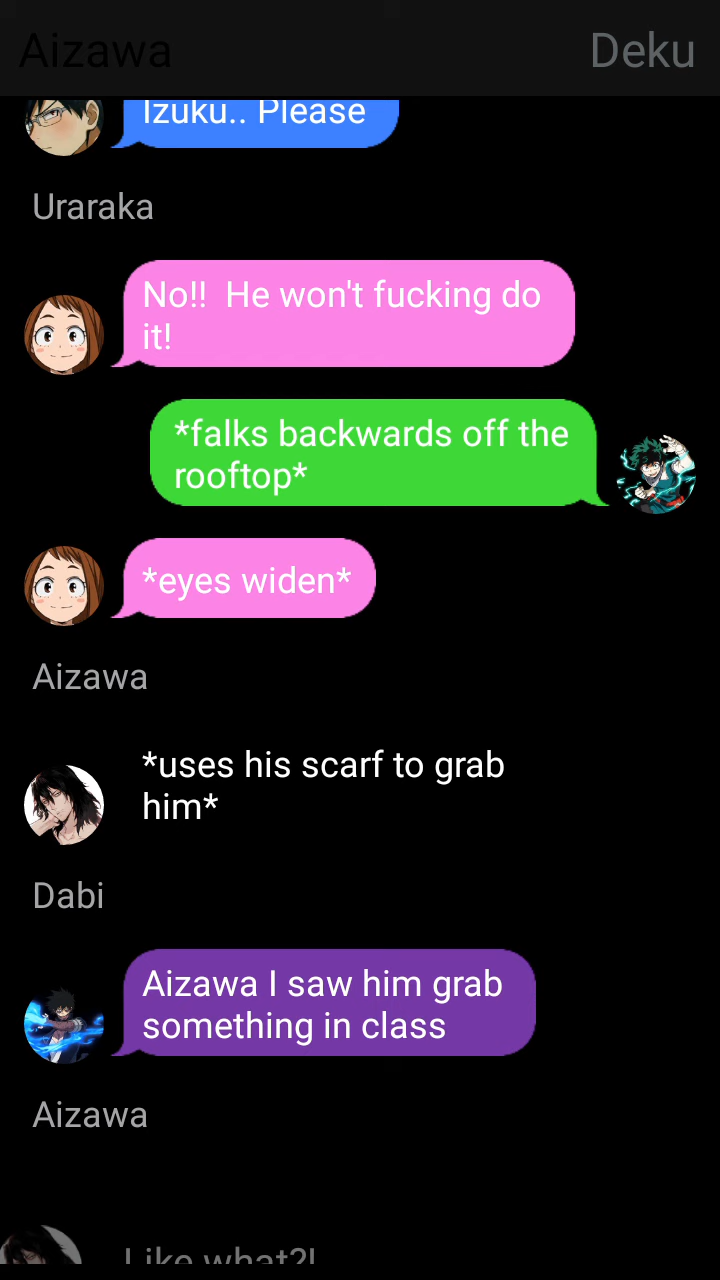 Aizawa
Deku
Izuku.. Please
Uraraka
No!!  He won't fucking do
it!
*falks backwards off the
rooftop*
*eyes widen*
Aizawa
*uses his scarf to grab
him*
Dabi
Aizawa I saw him grab
something in class
Aizawa
Like what?!